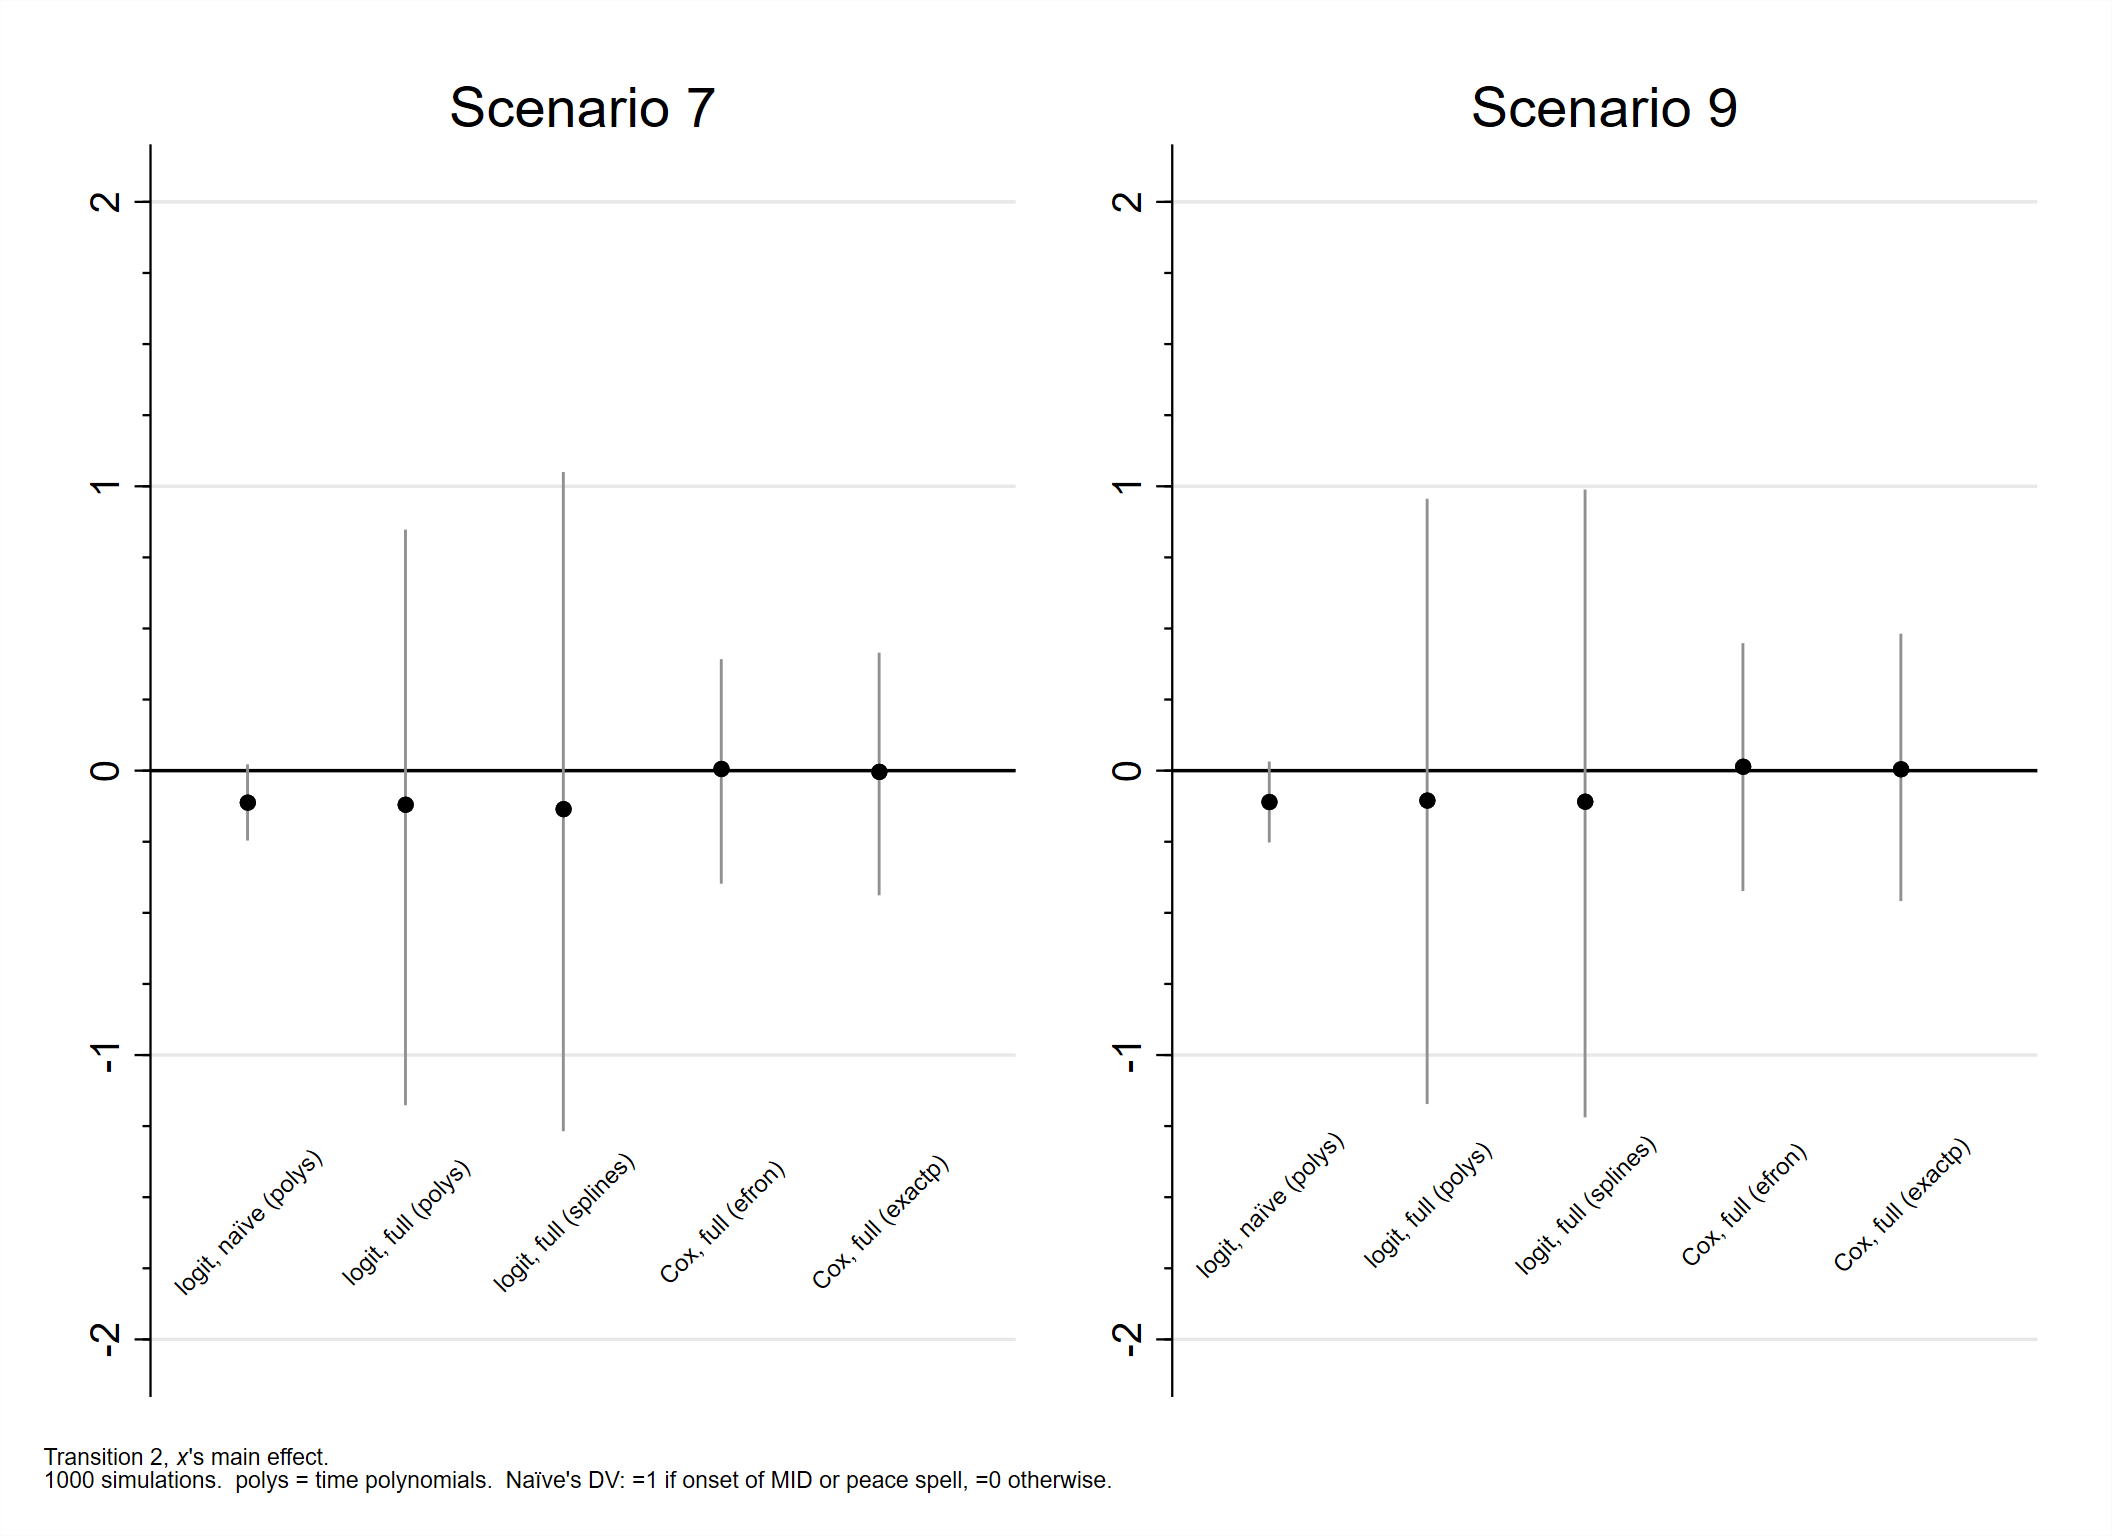 Scenario 7
2
1
0
-1
-2
logit, naïve (polys)
logit, full (polys)
logit, full (splines)
Cox, full (efron)
Cox, full (exactp)
Scenario 9
2
1
0
-1
-2
logit, naïve (polys)
logit, full (polys)
logit, full (splines)
Cox, full (efron)
Cox, full (exactp)
Transition 2, x's main effect.
1000 simulations.  polys = time polynomials.  Naïve's DV: =1 if onset of MID or peace spell, =0 otherwise.